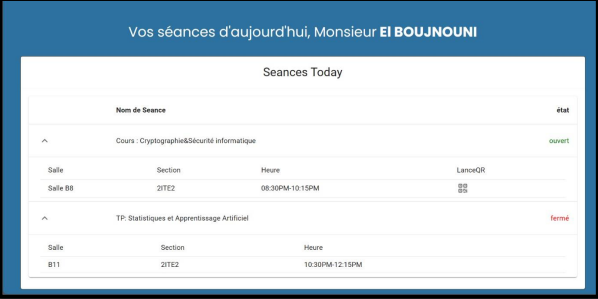 Vos séances d'aujourd'hui, Monsieur El BOUJNOUNI
Seances Today
Nom de Seance état
Cours : Cryptographie&Sécurité informatique ouvert
Salle Section Heure LanceQR
Salle B8 2ITE2 08:30PM-10:15PM
TP: Statistiques et Apprentissage Artificiel fermé
Salle Section Heure
B11 2ITE2 10:30PM-12:15PM